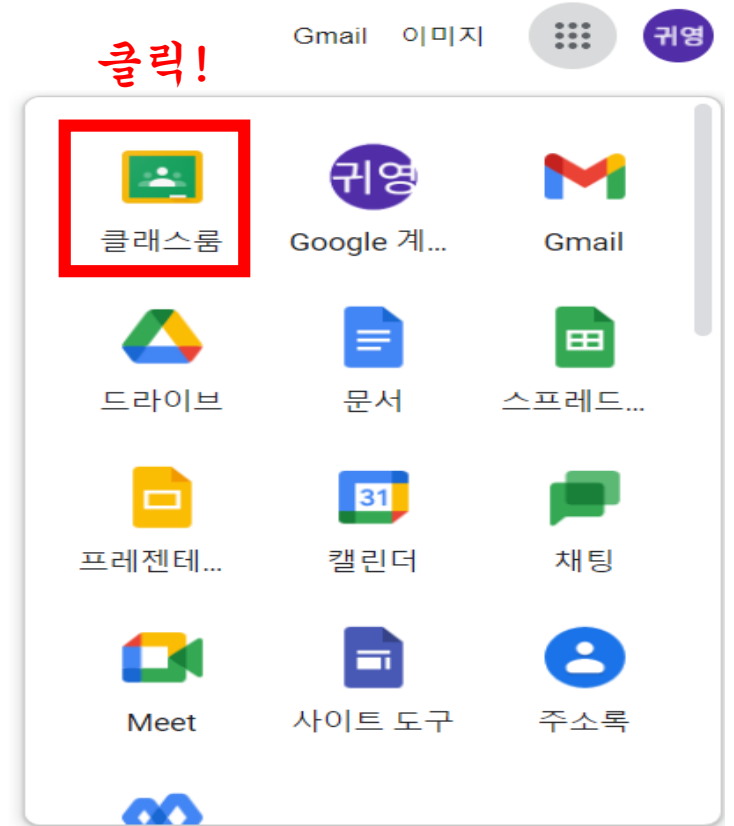 Gmail 이미지 귀영
클릭!
귀영
클래스룸 Google 계... Gmail
드라이브 문서 스프레드...
31
프레젠테... 캘린더 채팅
Meet 사이트 도구 주소록